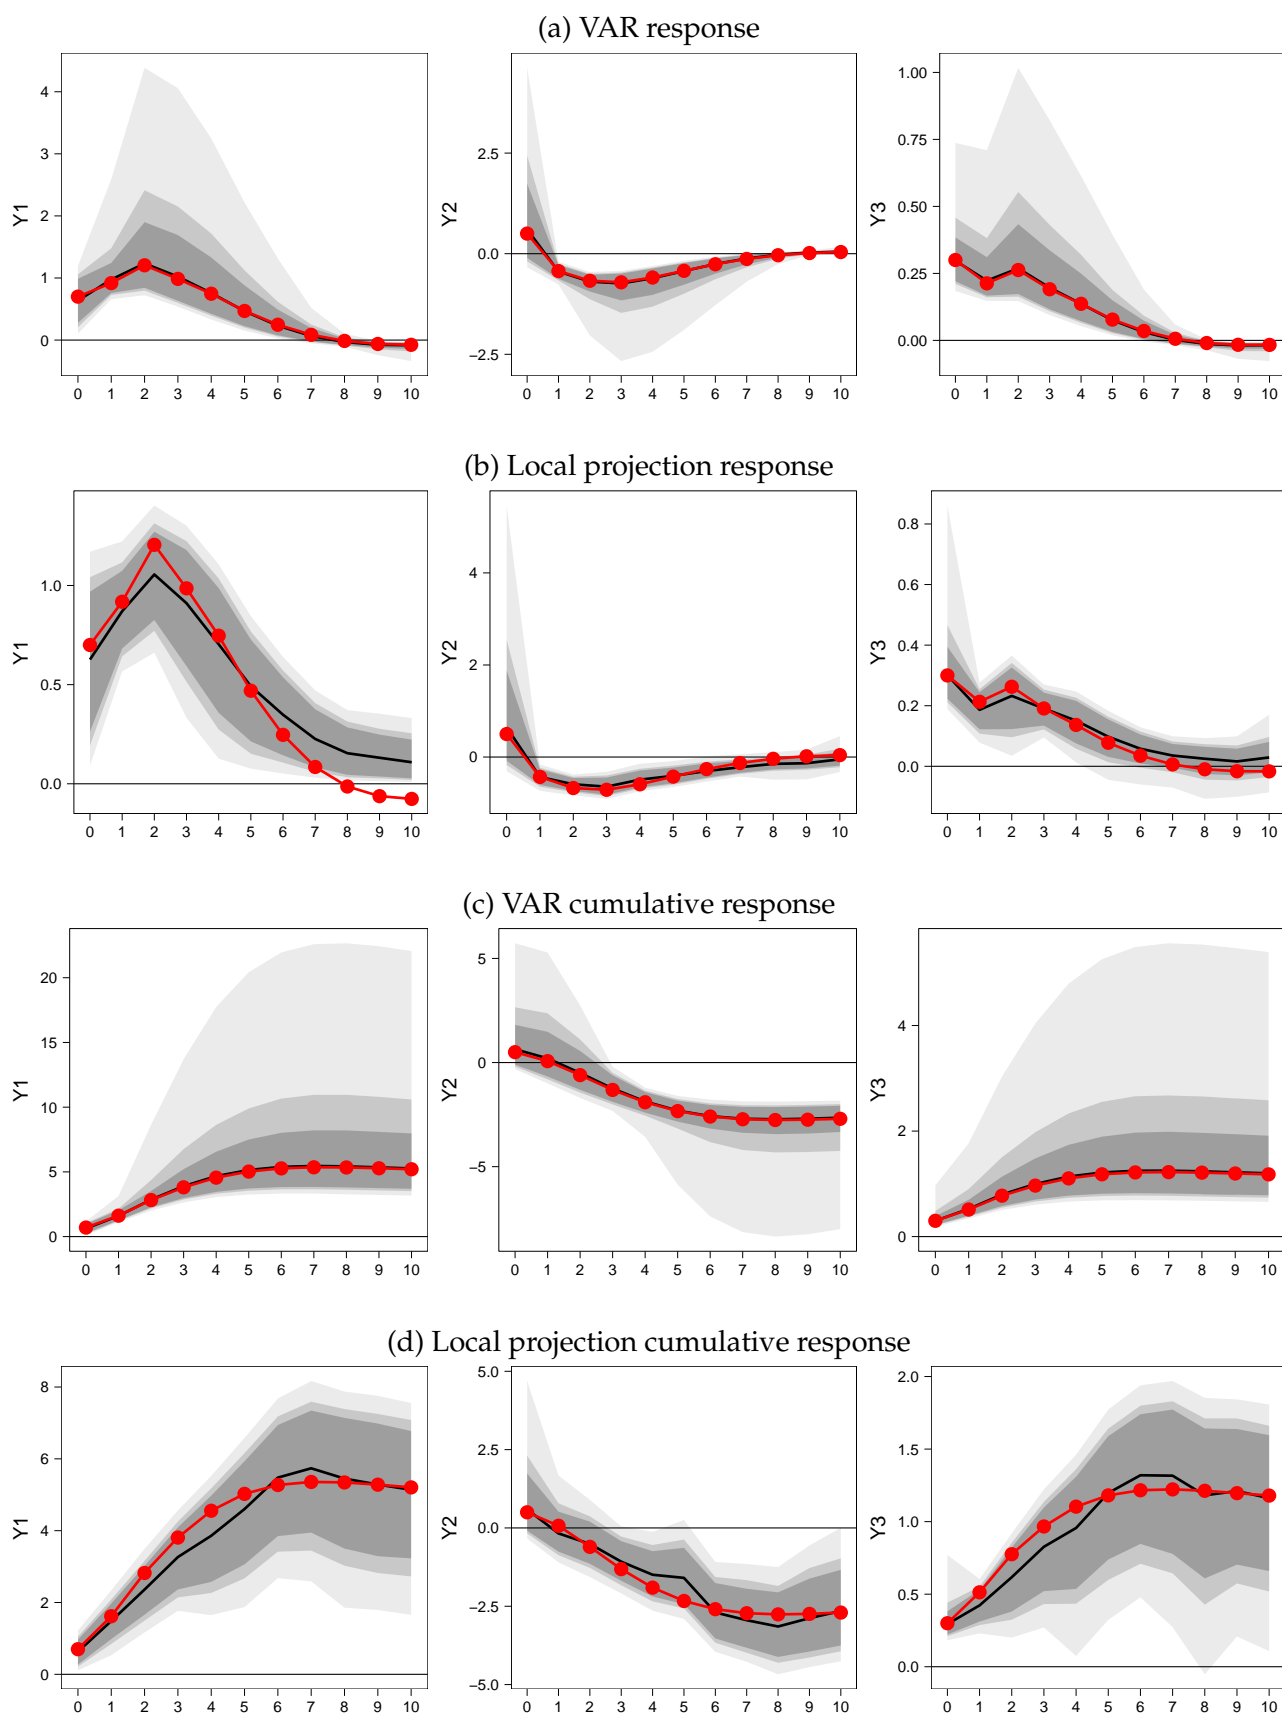 (a) VAR response
Y1
4
3
2
1
0
0 1 2 3 4 5 6 7 8 9 10
Y2
2.5
0.0
−2.5
0 1 2 3 4 5 6 7 8 9 10
Y3
1.00
0.75
0.50
0.25
0.00
0 1 2 3 4 5 6 7 8 9 10
(b) Local projection response
Y1
1.0
0.5
0.0
0 1 2 3 4 5 6 7 8 9 10
Y2
4
2
0
0 1 2 3 4 5 6 7 8 9 10
Y3
0.8
0.6
0.4
0.2
0.0
0 1 2 3 4 5 6 7 8 9 10
(c) VAR cumulative response
Y1
20
15
10
5
0
0 1 2 3 4 5 6 7 8 9 10
Y2
5
0
−5
0 1 2 3 4 5 6 7 8 9 10
Y3
4
2
0
0 1 2 3 4 5 6 7 8 9 10
(d) Local projection cumulative response
Y1
8
6
4
2
0
0 1 2 3 4 5 6 7 8 9 10
Y2
5.0
2.5
0.0
−2.5
−5.0
0 1 2 3 4 5 6 7 8 9 10
Y3
2.0
1.5
1.0
0.5
0.0
0 1 2 3 4 5 6 7 8 9 10